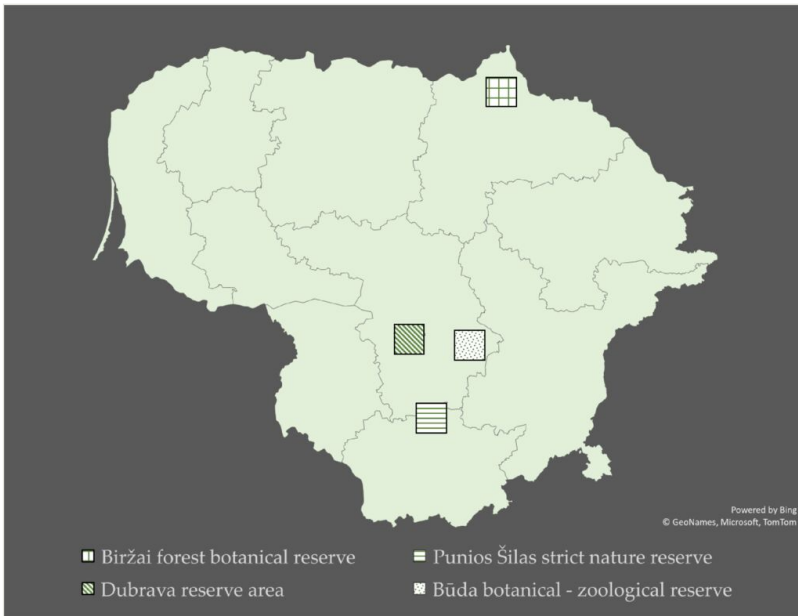 Powered by Bing
© GeoNames, Microsoft, TomTom
Biržai forest botanical reserve
Punios Šilas strict nature reserve
Dubrava reserve area
Būda botanical - zoological reserve